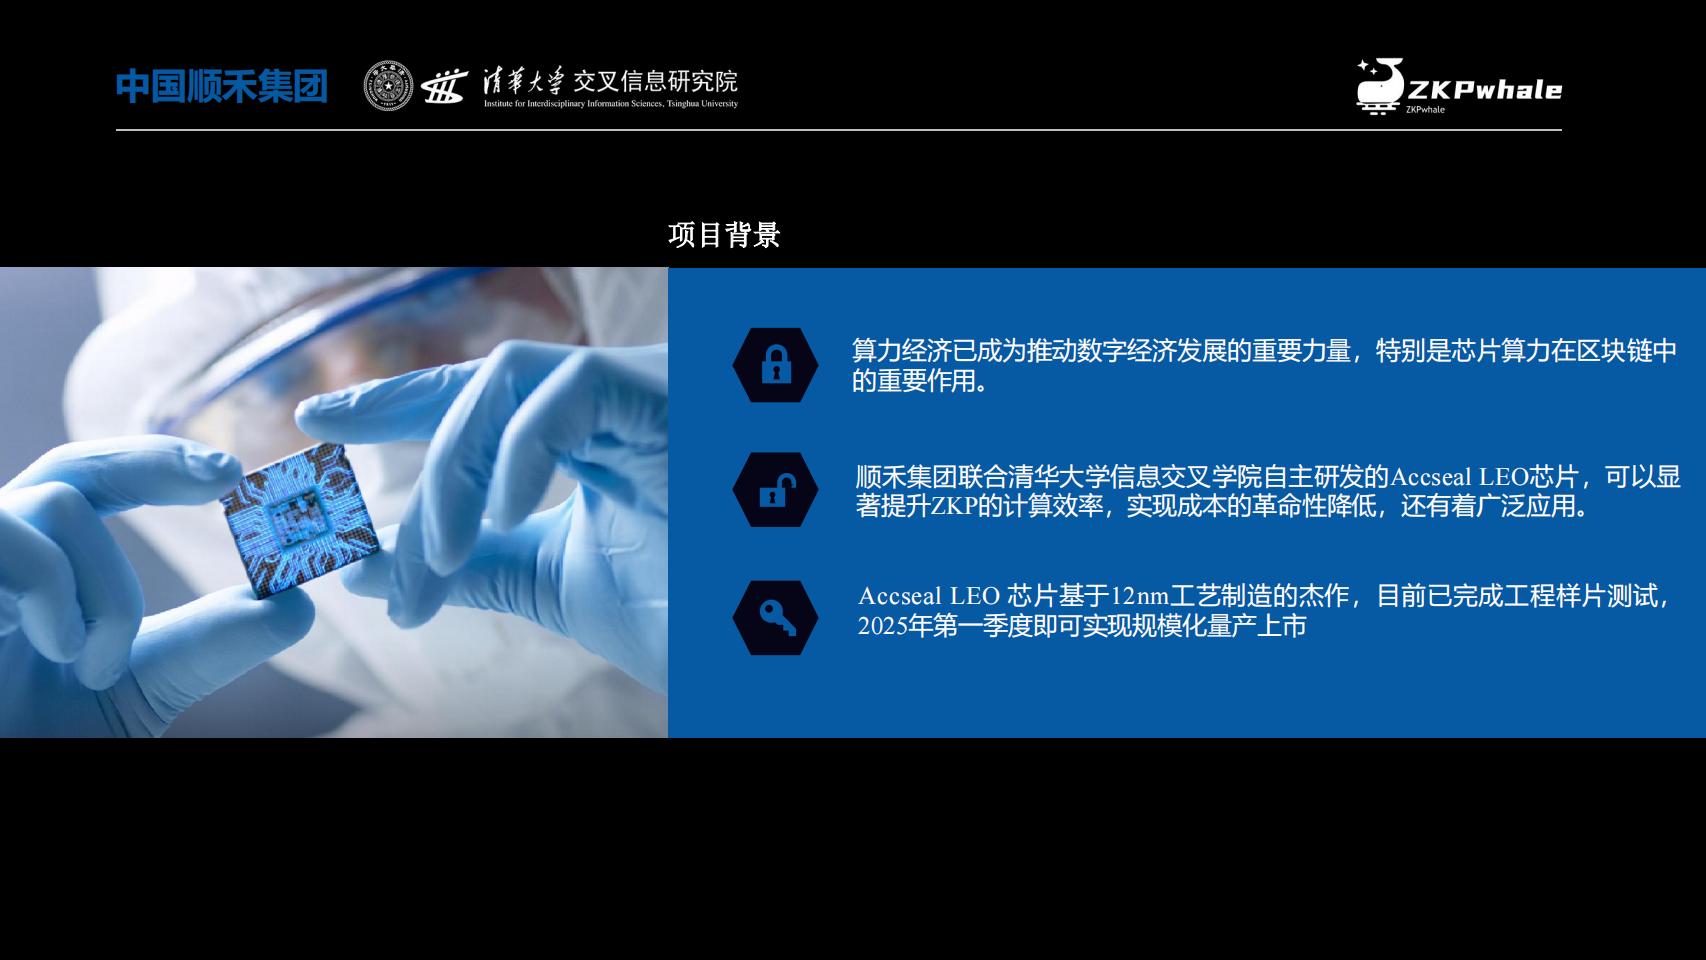 中国顺禾集团
清华大学 交叉信息研究院
Institute for Interdisciplinary Information Sciences, Tsinghua University
ZKPwhale
ZKPwhale
项目背景
算力经济已成为推动数字经济发展的重要力量，特别是芯片算力在区块链中
的重要作用。
顺禾集团联合清华大学信息交叉学院自主研发的Accseal LEO芯片，可以显
著提升ZKP的计算效率，实现成本的革命性降低，还有着广泛应用。
Accseal LEO 芯片基于12nm工艺制造的杰作，目前已完成工程样片测试，
2025年第一季度即可实现规模化量产上市